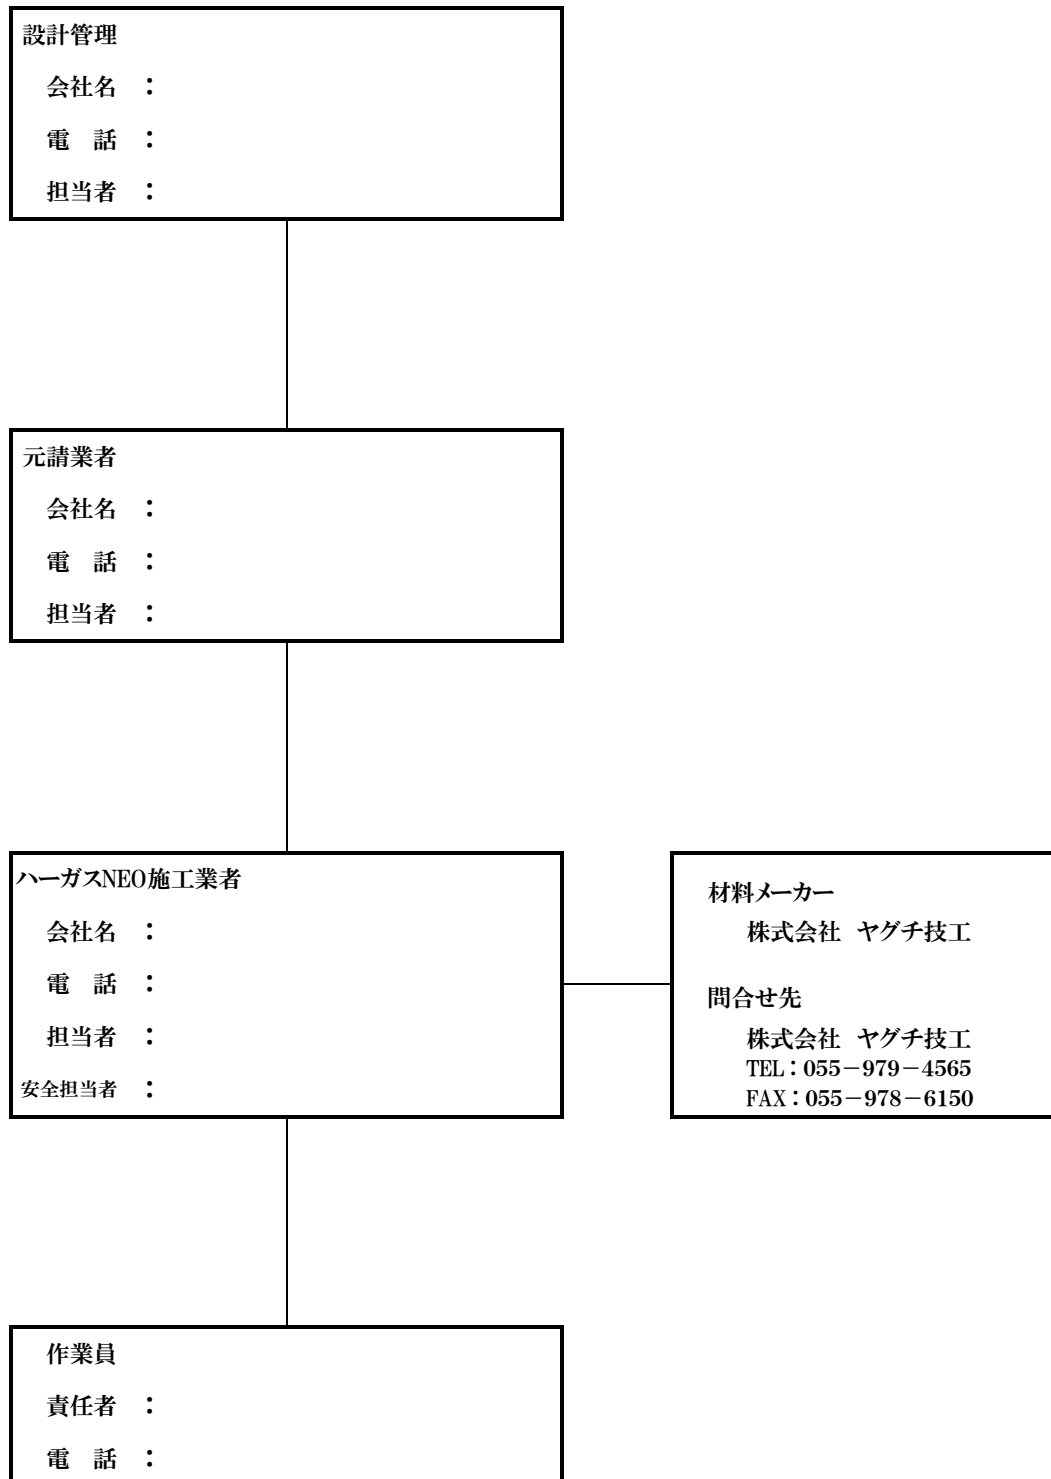 設計管理
会社名　：
電　話　：
担当者　：
元請業者
会社名　：
電　話　：
担当者　：
ハーガスNEO施工業者
会社名　：
電　話　：
担当者　：
安全担当者　：
材料メーカー
株式会社　ヤグチ技工
問合せ先
株式会社　ヤグチ技工
TEL：055－979－4565
FAX：055－978－6150
作業員
責任者　：
電　話　：